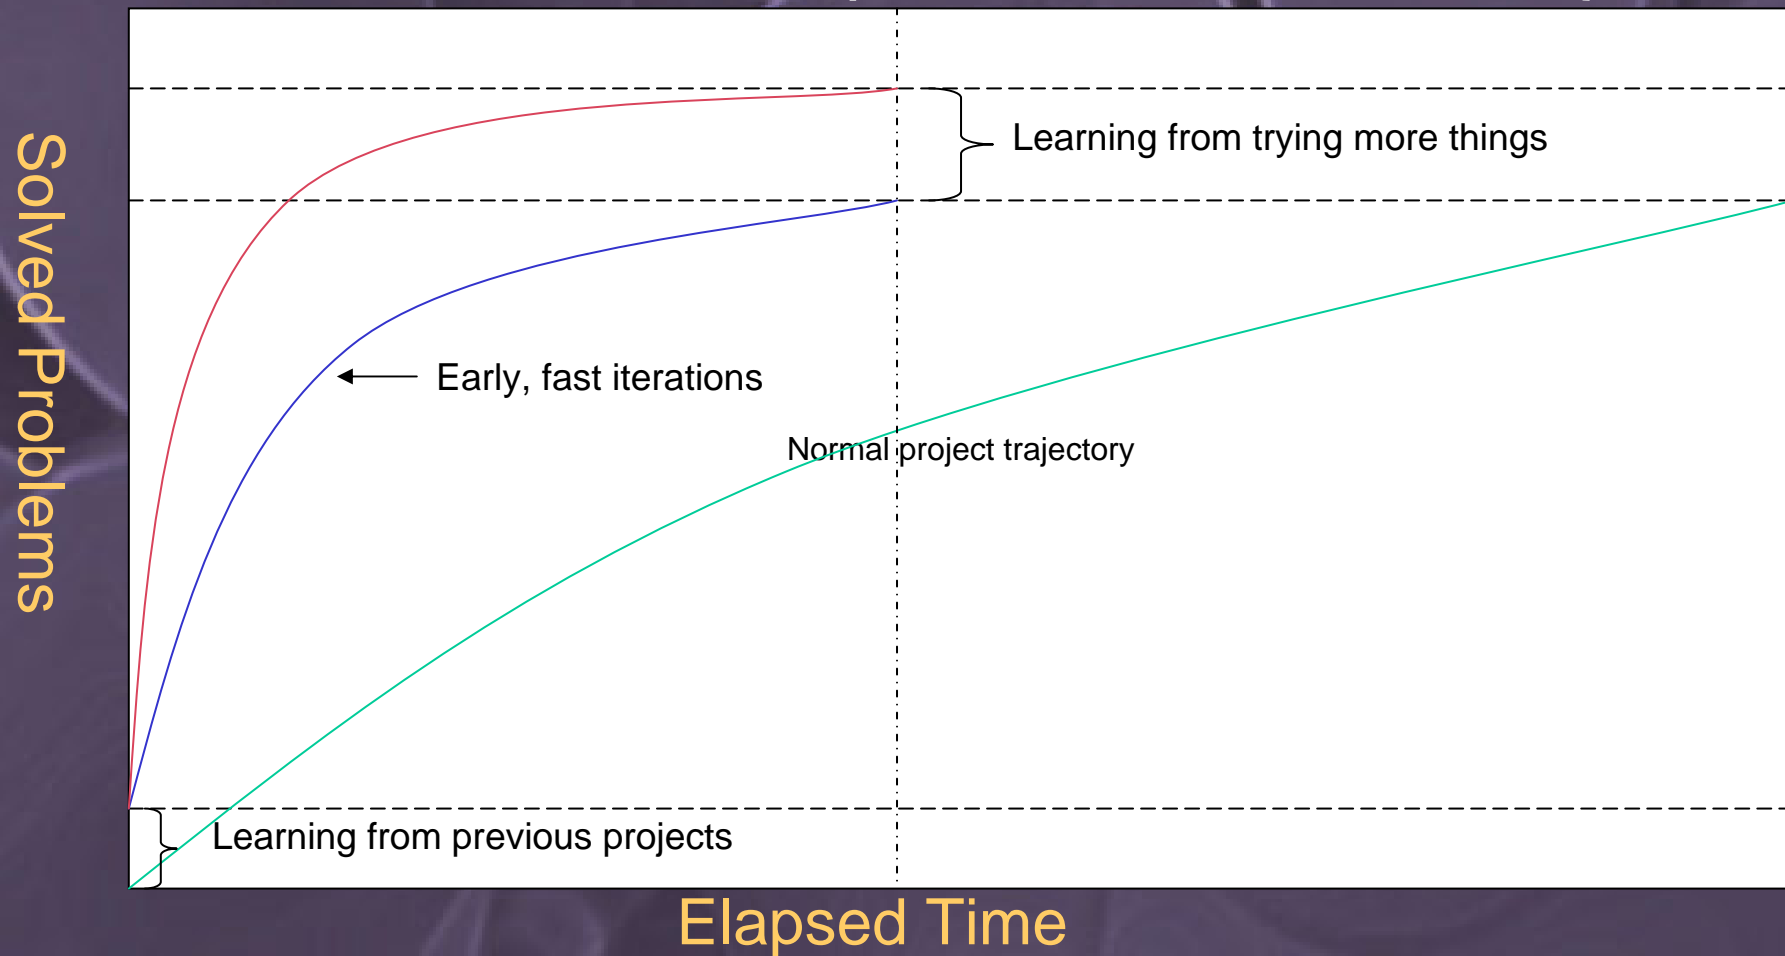 Learning from trying more things
Early, fast iterations
Normal project trajectory
Learning from previous projects
Solved Problems
Elapsed Time